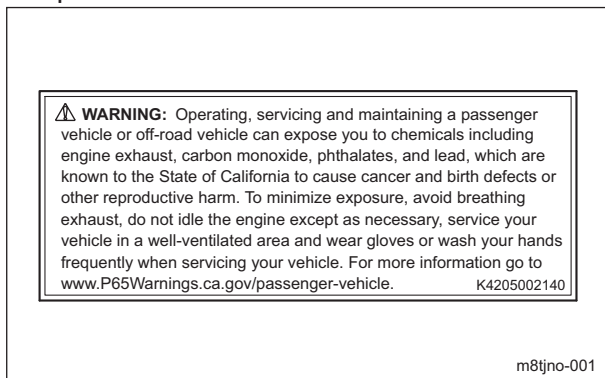 ⚠ WARNING: Operating, servicing and maintaining a passenger
vehicle or off-road vehicle can expose you to chemicals including
engine exhaust, carbon monoxide, phthalates, and lead, which are
known to the State of California to cause cancer and birth defects or
other reproductive harm. To minimize exposure, avoid breathing
exhaust, do not idle the engine except as necessary, service your
vehicle in a well-ventilated area and wear gloves or wash your hands
frequently when servicing your vehicle. For more information go to
www.P65Warnings.ca.gov/passenger-vehicle. K4205002140
m8tjno-001